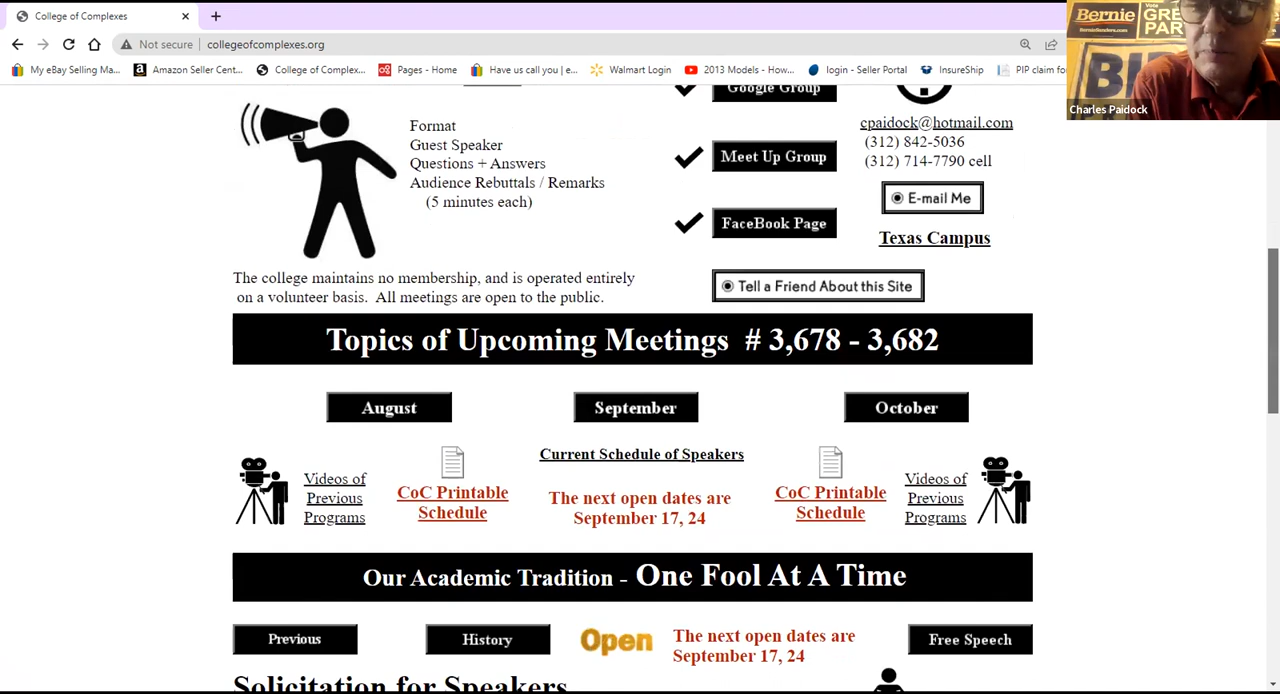 College of Complexes
Not secure | collegeofcomplexes.org
My eBay Selling Ma...
Amazon Seller Cent...
College of Complex...
Pages - Home
Have us call you | e...
Walmart Login
2013 Models - How...
login - Seller Portal
InsureShip
PIP claim fo
Bernie
BernieSanders.com
Vote
GRE
PAR
Charles Paidock
Format
Guest Speaker
Questions + Answers
Audience Rebuttals / Remarks
(5 minutes each)
Google Group
Meet Up Group
FaceBook Page
cpaidock@hotmail.com
(312) 842-5036
(312) 714-7790 cell
E-mail Me
Texas Campus
The college maintains no membership, and is operated entirely
on a volunteer basis. All meetings are open to the public.
Tell a Friend About this Site
Topics of Upcoming Meetings # 3,678 - 3,682
August
September
October
Videos of
Previous
Programs
CoC Printable
Schedule
Current Schedule of Speakers
The next open dates are
September 17, 24
CoC Printable
Schedule
Videos of
Previous
Programs
Our Academic Tradition - One Fool At A Time
Previous
History
Open
The next open dates are
September 17, 24
Free Speech
Solicitation for Speakers